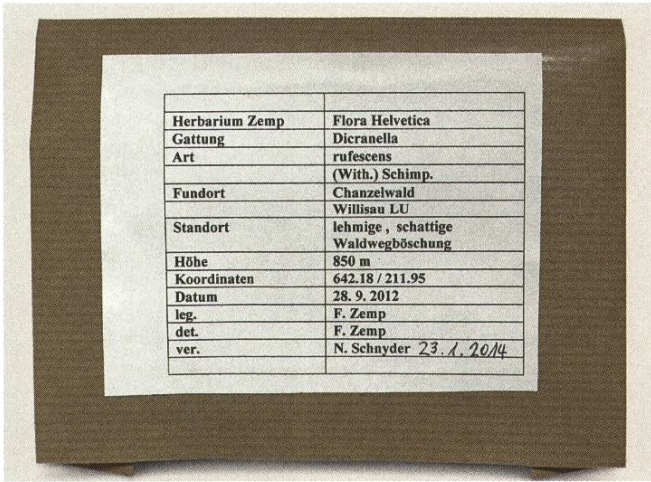 Herbarium Zemp Flora Helvetica
Gattung Dicranella
Art rufescens
(With.) Schimp.
Fundort Chanzelwald
Willisau LU
Standort lehmige , schattige
Waldwegböschung
Höhe 850 m
Koordinaten 642.18 / 211.95
Datum 28. 9. 2012
leg. F. Zemp
det. F. Zemp
ver. N. Schnyder 23.1.2014